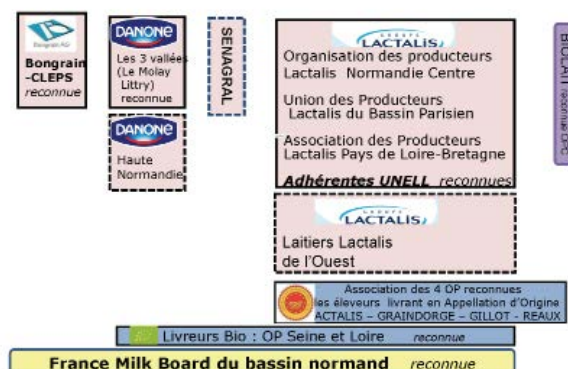 Bongrain
-CLEPS
reconnue
DANONE
Les 3 vallées
(Le Molay
Littry)
reconnue
DANONE
Haute
Normandie
SENAGRAL
GROUPE
LACTALIS
Organisation des producteurs
Lactalis Normandie Centre
Union des Producteurs
Lactalis du Bassin Parisien
Association des Producteurs
Lactalis Pays de Loire-Bretagne
Adhérentes UNELL reconnues
GROUPE
LACTALIS
Laitiers Lactalis
de l'Ouest
BIOLAIT reconnue
Association des 4 OP reconnues
les éleveurs livrant en Appellation d'Origine
ACTALIS – GRAINDORGE – GILLOT - REAUX
Livreurs Bio : OP Seine et Loire reconnue
France Milk Board du bassin normand reconnue